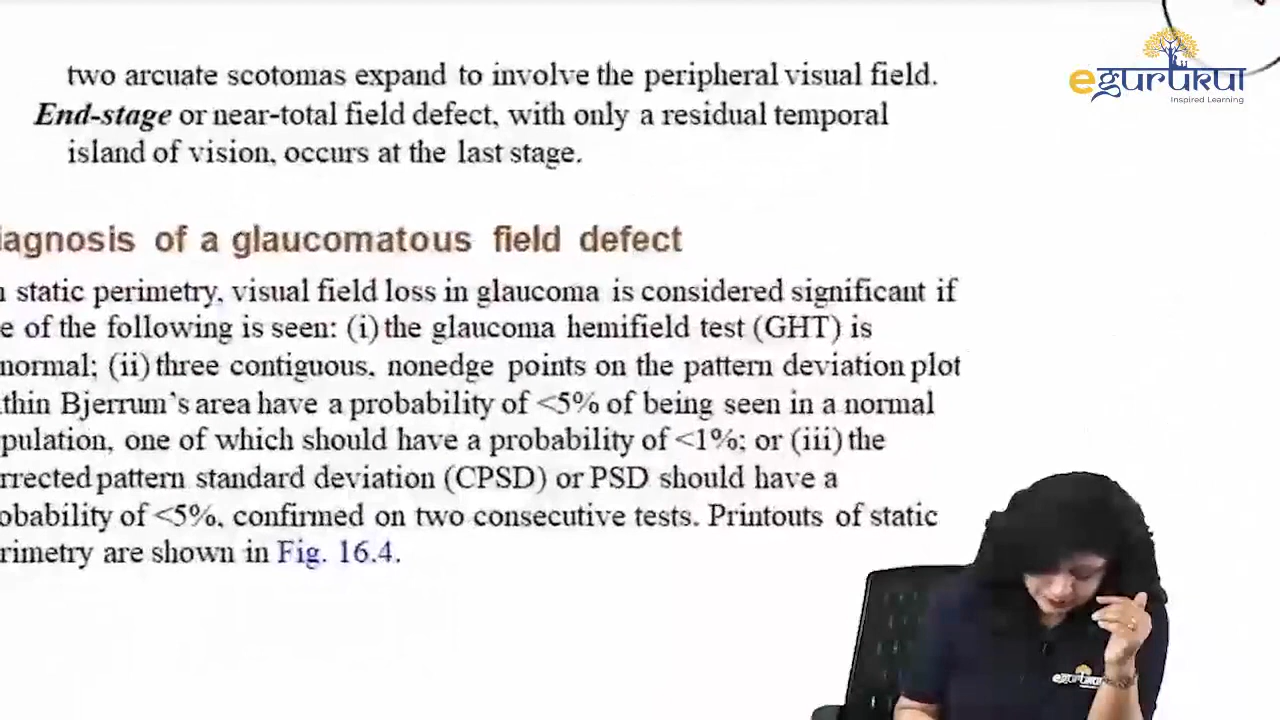 two arcuate scotomas expand to involve the peripheral visual field.
End-stage or near-total field defect, with only a residual temporal
island of vision, occurs at the last stage.
iagnosis of a glaucomatous field defect
static perimetry, visual field loss in glaucoma is considered significant if
e of the following is seen: (i) the glaucoma hemifield test (GHT) is
normal; (ii) three contiguous, nonedge points on the pattern deviation plot
thin Bjerrum's area have a probability of <5% of being seen in a normal
pulation, one of which should have a probability of <1%; or (iii) the
rrected pattern standard deviation (CPSD) or PSD should have a
obability of <5%, confirmed on two consecutive tests. Printouts of static
rimetry are shown in Fig. 16.4.
egurukul
Inspired Learning
egurukul